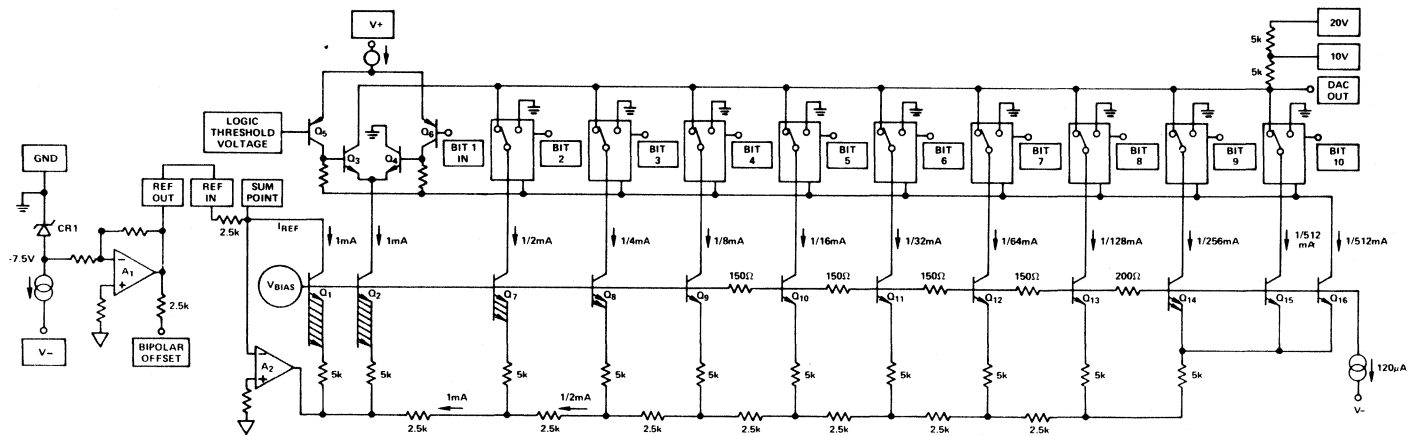 V+
20V
5k
10V
5k
DAC
OUT
LOGIC
THRESHOLD
VOLTAGE
Q5
Q6
Q3
Q4
BIT 1
IN
BIT
2
BIT
3
BIT
4
BIT
5
BIT
6
BIT
7
BIT
8
BIT
9
BIT
10
GND
REF
OUT
REF
IN
SUM
POINT
CR1
2.5k
IREF
1mA
1mA
1/2mA
1/4mA
1/8mA
1/16mA
1/32mA
1/64mA
1/128mA
1/256mA
1/512
mA
1/512mA
-7.5V
A1
VBIAS
Q1
Q2
Q7
Q8
Q9
150Ω
Q10
150Ω
Q11
150Ω
Q12
150Ω
Q13
200Ω
Q14
Q15
Q16
2.5k
V−
BIPOLAR
OFFSET
A2
5k
5k
5k
5k
5k
5k
5k
5k
5k
5k
120μA
V−
1mA
1/2mA
2.5k
2.5k
2.5k
2.5k
2.5k
2.5k
2.5k